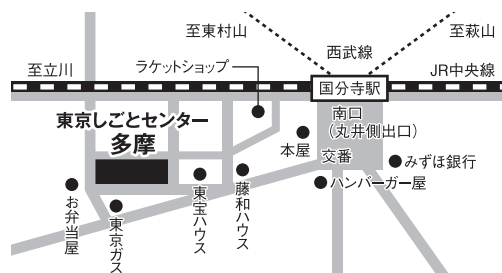 至東村山
至萩山
西武線
ラケットショップ
至立川
JR中央線
国分寺駅
東京しごとセンター
多摩
南口
(丸井側出口)
本屋
交番
みずほ銀行
ハンバーガー屋
お弁当屋
東京ガス
東宝ハウス
藤和ハウス